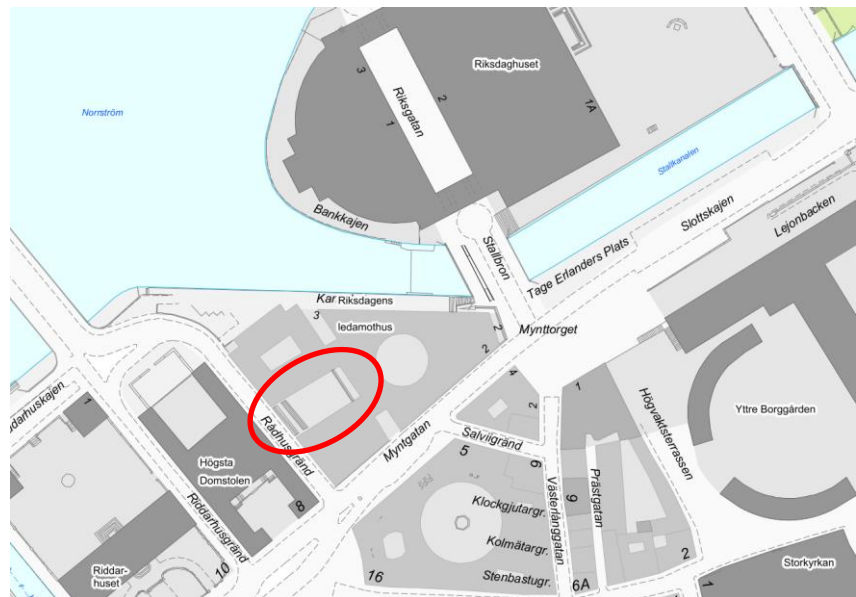 Riksdaghuset
Norrström
Riksgatan
3
2
1
1A
Stallkanalen
Bankkajen
Stallbron
Slottskajen
Lejonbacken
Tage Erlanders Plats
Kar
Riksdagens
ledamothus
3
2
2
Mynttorget
4
2
1
Högvaktsterrassen
Yttre Borggården
darhuskajen
1
Rådhusgränd
Myntgatan
Salviigränd
5
9
6
Prästgatan
Västerlånggatan
Högsta
Domstolen
8
Klockgjutargr.
Kolmätargr.
Stenbastugr.
Riddarhusgränd
10
16
6A
2
1
Storkyrkan
Riddar-
huset